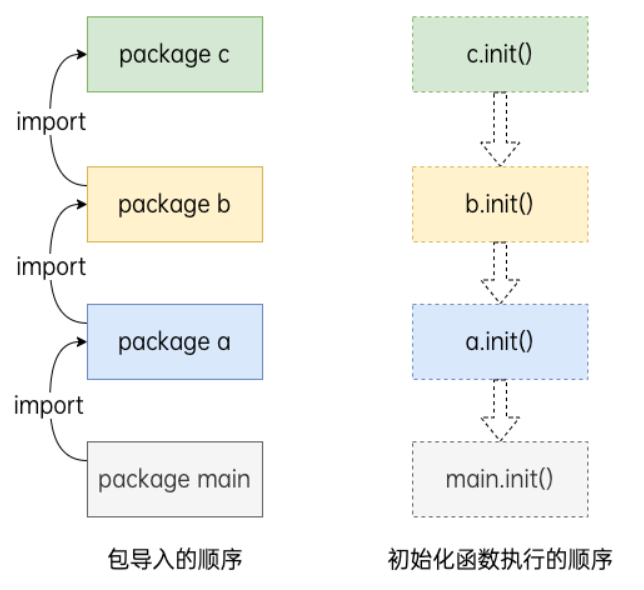 package c
c.init()
import
package b
b.init()
import
package a
a.init()
import
package main
main.init()
包导入的顺序
初始化函数执行的顺序